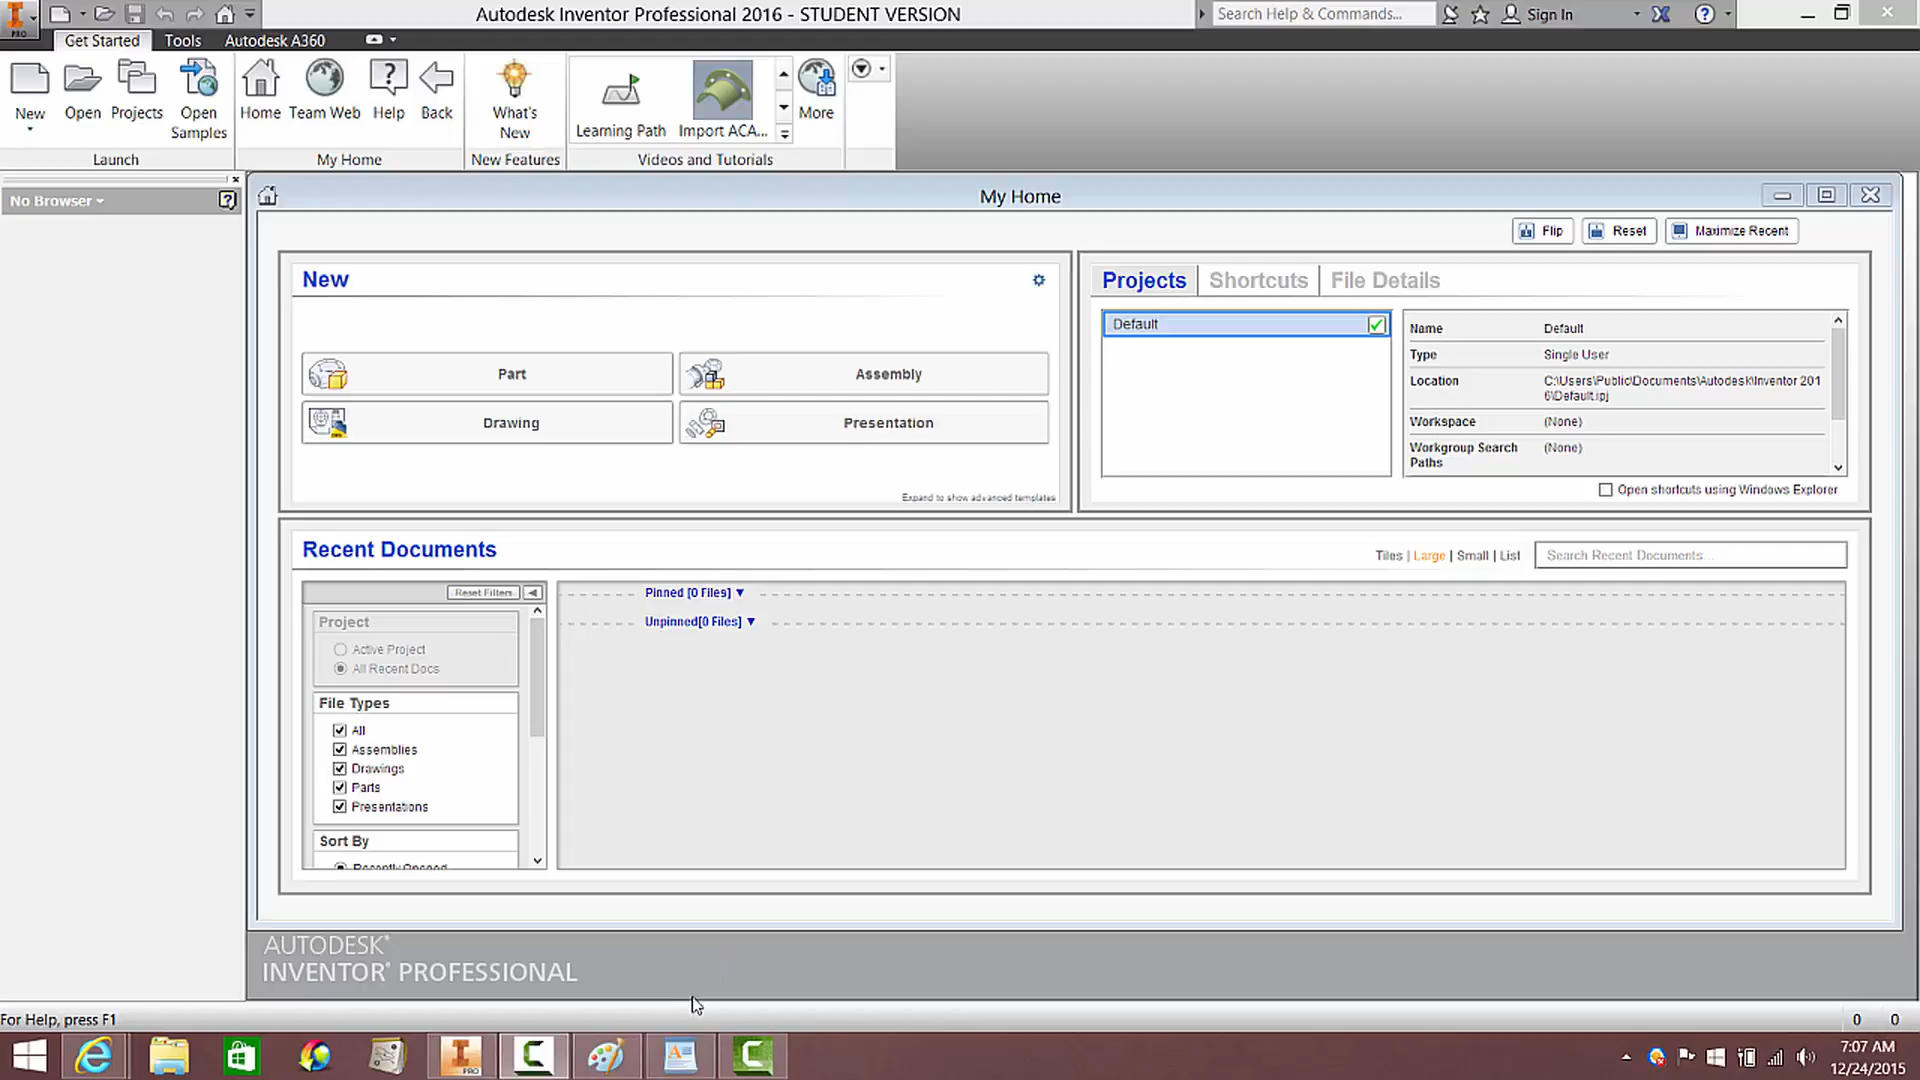 Autodesk Inventor Professional 2016 - STUDENT VERSION
Search Help & Commands...
Sign In
PRO
Get Started
Tools
Autodesk A360
New
Open
Projects
Open
Samples
Home
Team Web
Help
Back
What's
New
Learning Path
Import ACA...
More
Launch
My Home
New Features
Videos and Tutorials
No Browser
My Home
Flip
Reset
Maximize Recent
New
Part
Assembly
Drawing
Presentation
Expand to show advanced templates
Projects
Shortcuts
File Details
Default
Name Default
Type Single User
Location C:\Users\Public\Documents\Autodesk\Inventor 201
6\Default.ipj
Workspace (None)
Workgroup Search (None)
Paths
Open shortcuts using Windows Explorer
Recent Documents
Tiles | Large | Small | List
Search Recent Documents...
Reset Filters
Project
Active Project
All Recent Docs
File Types
All
Assemblies
Drawings
Parts
Presentations
Sort By
Recently Opened
Pinned [0 Files]
Unpinned[0 Files]
AUTODESK®
INVENTOR® PROFESSIONAL
For Help, press F1
0 0
PRO
7:07 AM
12/24/2015